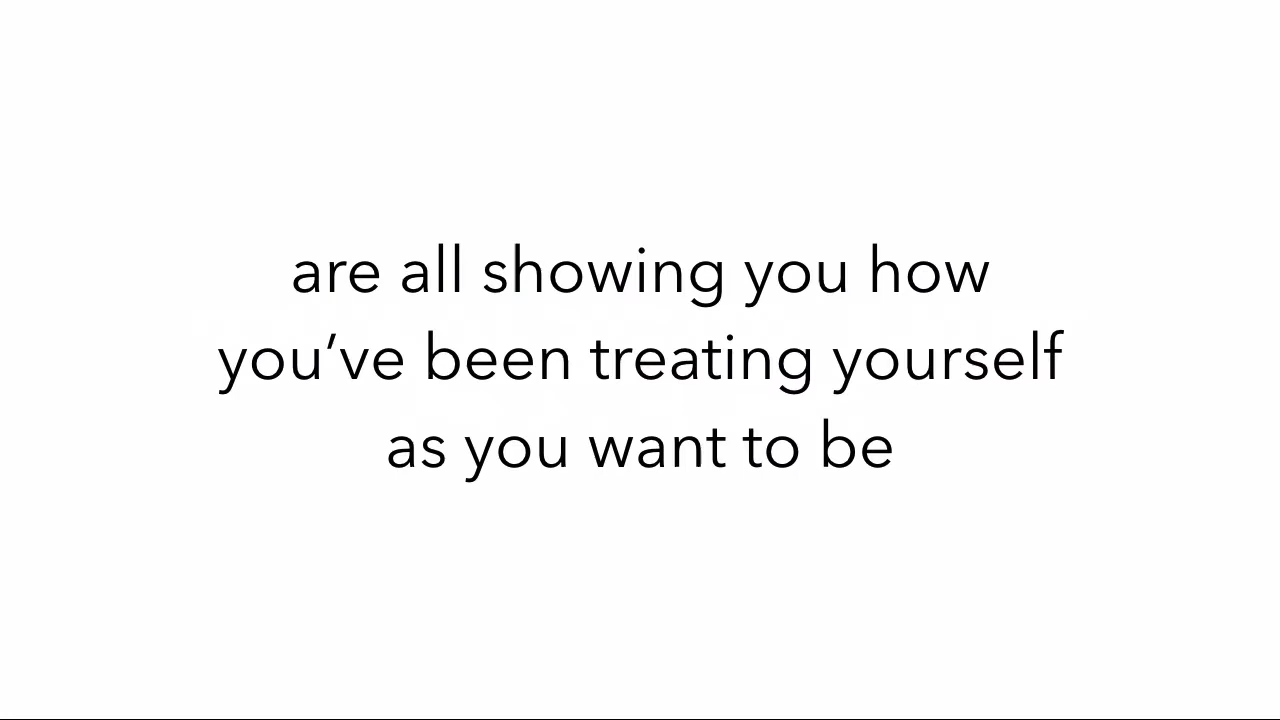 are all showing you how
you’ve been treating yourself
as you want to be